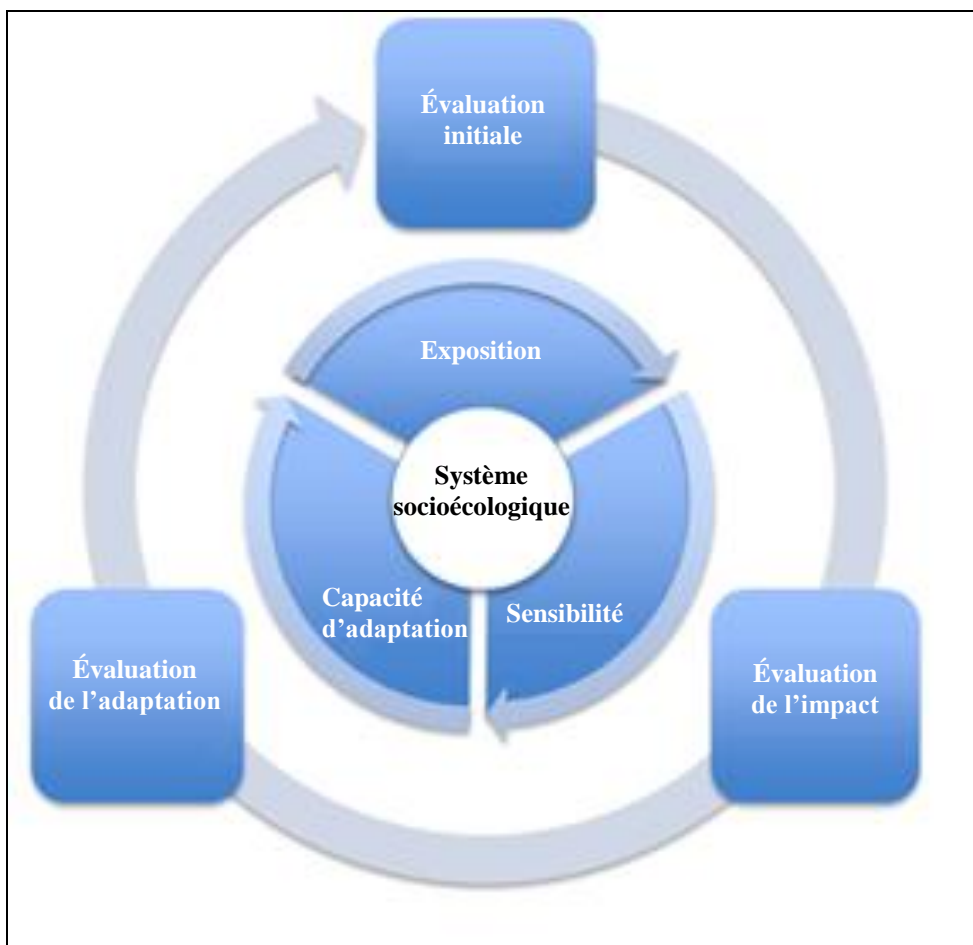 Évaluation
initiale
Exposition
Système
socioécologique
Capacité
d’adaptation
Sensibilité
Évaluation
de l’adaptation
Évaluation
de l’impact